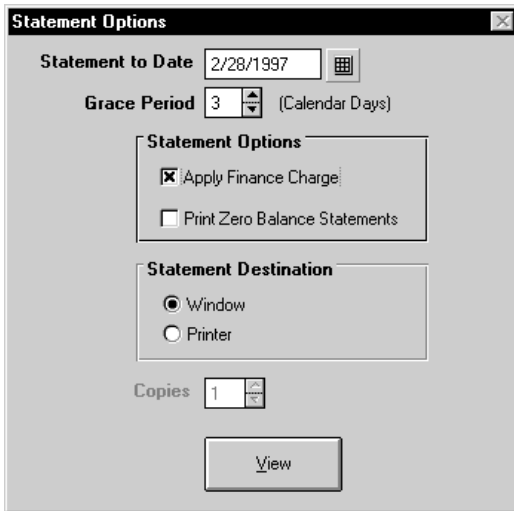 Statement Options
Statement to Date 2/28/1997
Grace Period 3 (Calendar Days)
Statement Options
Apply Finance Charge
Print Zero Balance Statements
Statement Destination
Window
Printer
Copies 1
View